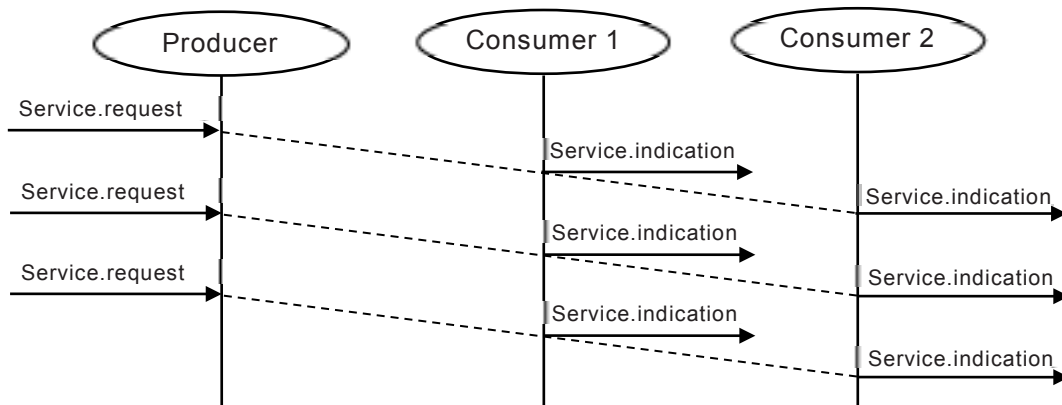 Producer
Consumer 1
Consumer 2
Service.request
Service.indication
Service.request
Service.indication
Service.indication
Service.request
Service.indication
Service.indication
Service.indication